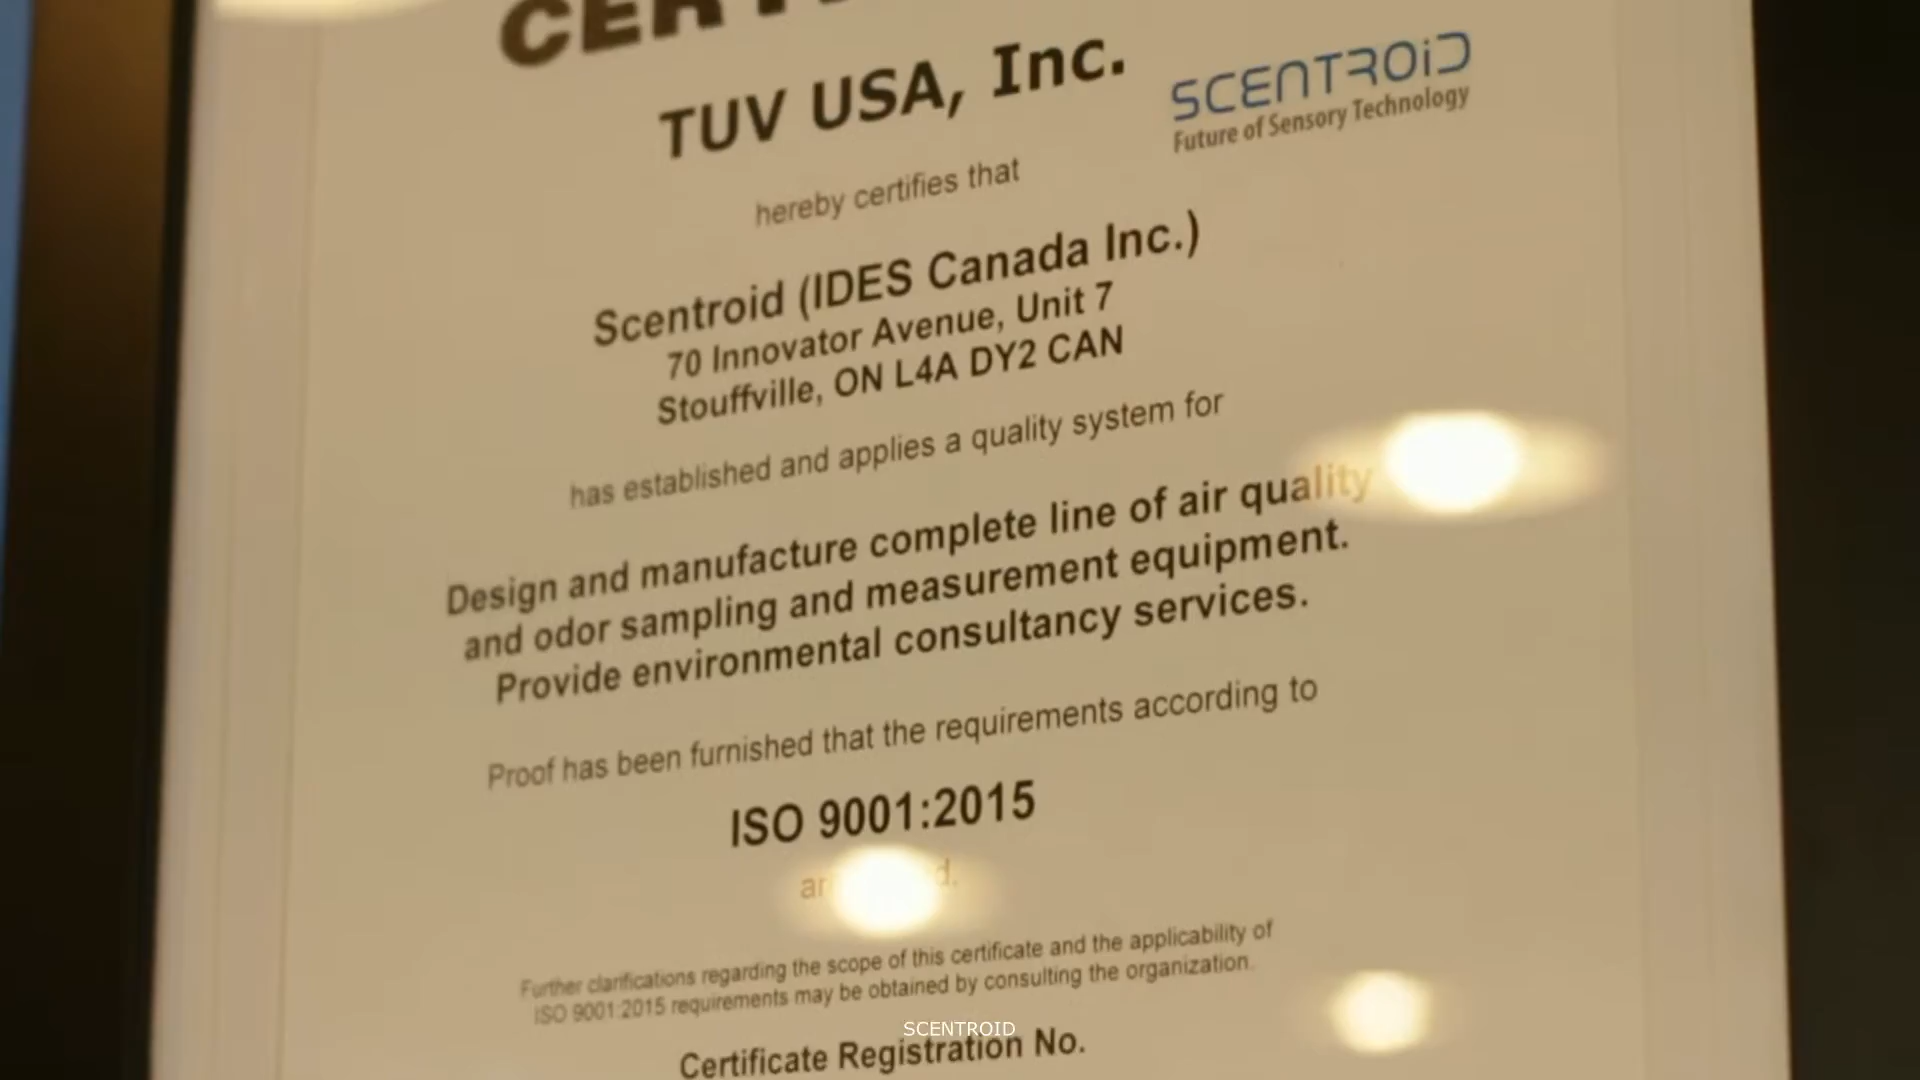 TUV USA, Inc.
SCENTROiD
Future of Sensory Technology
hereby certifies that
Scentroid (IDES Canada Inc.)
70 Innovator Avenue, Unit 7
Stouffville, ON L4A DY2 CAN
has established and applies a quality system for
Design and manufacture complete line of air quality
and odor sampling and measurement equipment.
Provide environmental consultancy services.
Proof has been furnished that the requirements according to
ISO 9001:2015
Further clarifications regarding the scope of this certificate and the applicability of
ISO 9001:2015 requirements may be obtained by consulting the organization.
SCENTROID
Certificate Registration No.